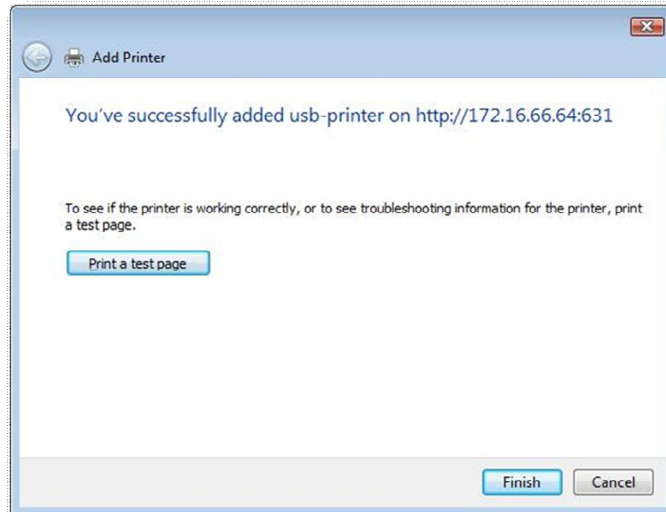 Add Printer
You've successfully added usb-printer on http://172.16.66.64:631
To see if the printer is working correctly, or to see troubleshooting information for the printer, print
a test page.
Print a test page
Finish Cancel